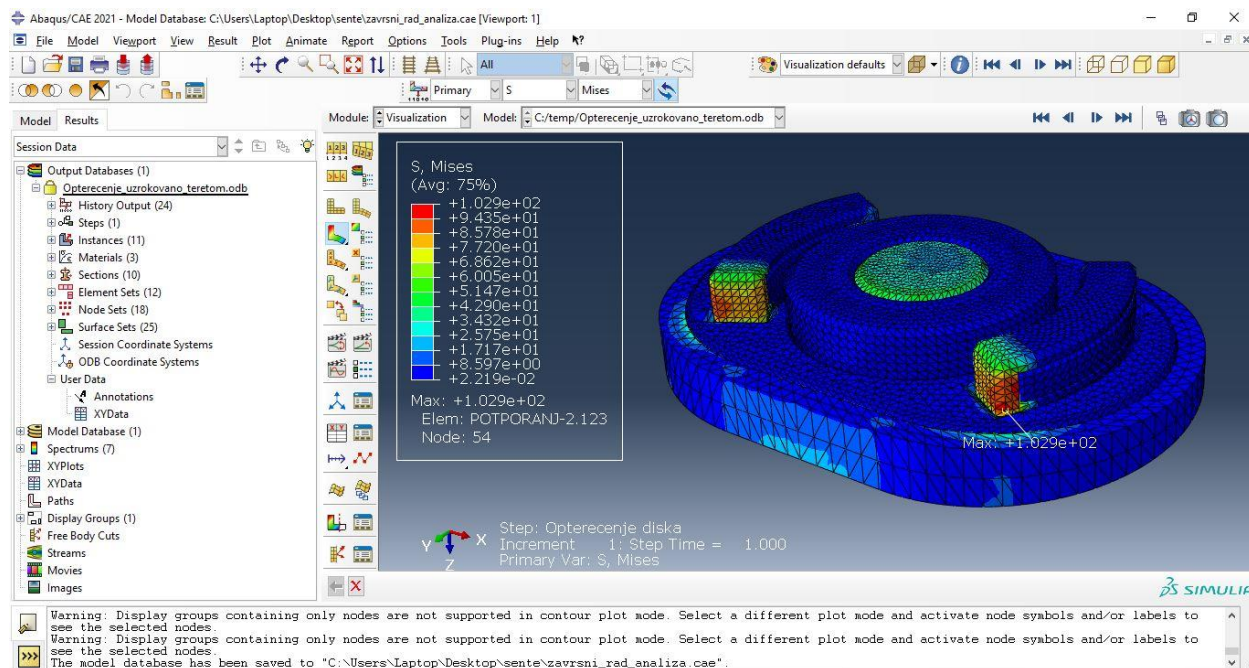 Abaqus/CAE 2021 - Model Database: C:\Users\Laptop\Desktop\sente\zavrsni_rad_analiza.cae [Viewport: 1]
File Model Viewport View Result Plot Animate Report Options Tools Plug-ins Help
All
Visualization defaults
Primary S Mises
Model Results
Module: Visualization Model: C:/temp/Opterecenje_uzrokovano_teretom.odb
Session Data
Output Databases (1)
Opterecenje_uzrokovano_teretom.odb
History Output (24)
Steps (1)
Instances (11)
Materials (3)
Sections (10)
Element Sets (12)
Node Sets (18)
Surface Sets (25)
Session Coordinate Systems
ODB Coordinate Systems
User Data
Annotations
XYData
Model Database (1)
Spectrums (7)
XYPlots
XYData
Paths
Display Groups (1)
Free Body Cuts
Streams
Movies
Images
S, Mises
(Avg: 75%)
+1.029e+02
+9.435e+01
+8.578e+01
+7.720e+01
+6.862e+01
+6.005e+01
+5.147e+01
+4.290e+01
+3.432e+01
+2.575e+01
+1.717e+01
+8.597e+00
+2.219e-02
Max: +1.029e+02
Elem: POTPORANJ-2.123
Node: 54
Max: +1.029e+02
Y X
Z
Step: Opterecenje diska
Increment 1: Step Time = 1.000
Primary Var: S, Mises
SIMULIA
Warning: Display groups containing only nodes are not supported in contour plot mode. Select a different plot mode and activate node symbols and/or labels to
see the selected nodes.
Warning: Display groups containing only nodes are not supported in contour plot mode. Select a different plot mode and activate node symbols and/or labels to
see the selected nodes.
The model database has been saved to "C:\Users\Laptop\Desktop\sente\zavrsni_rad_analiza.cae".